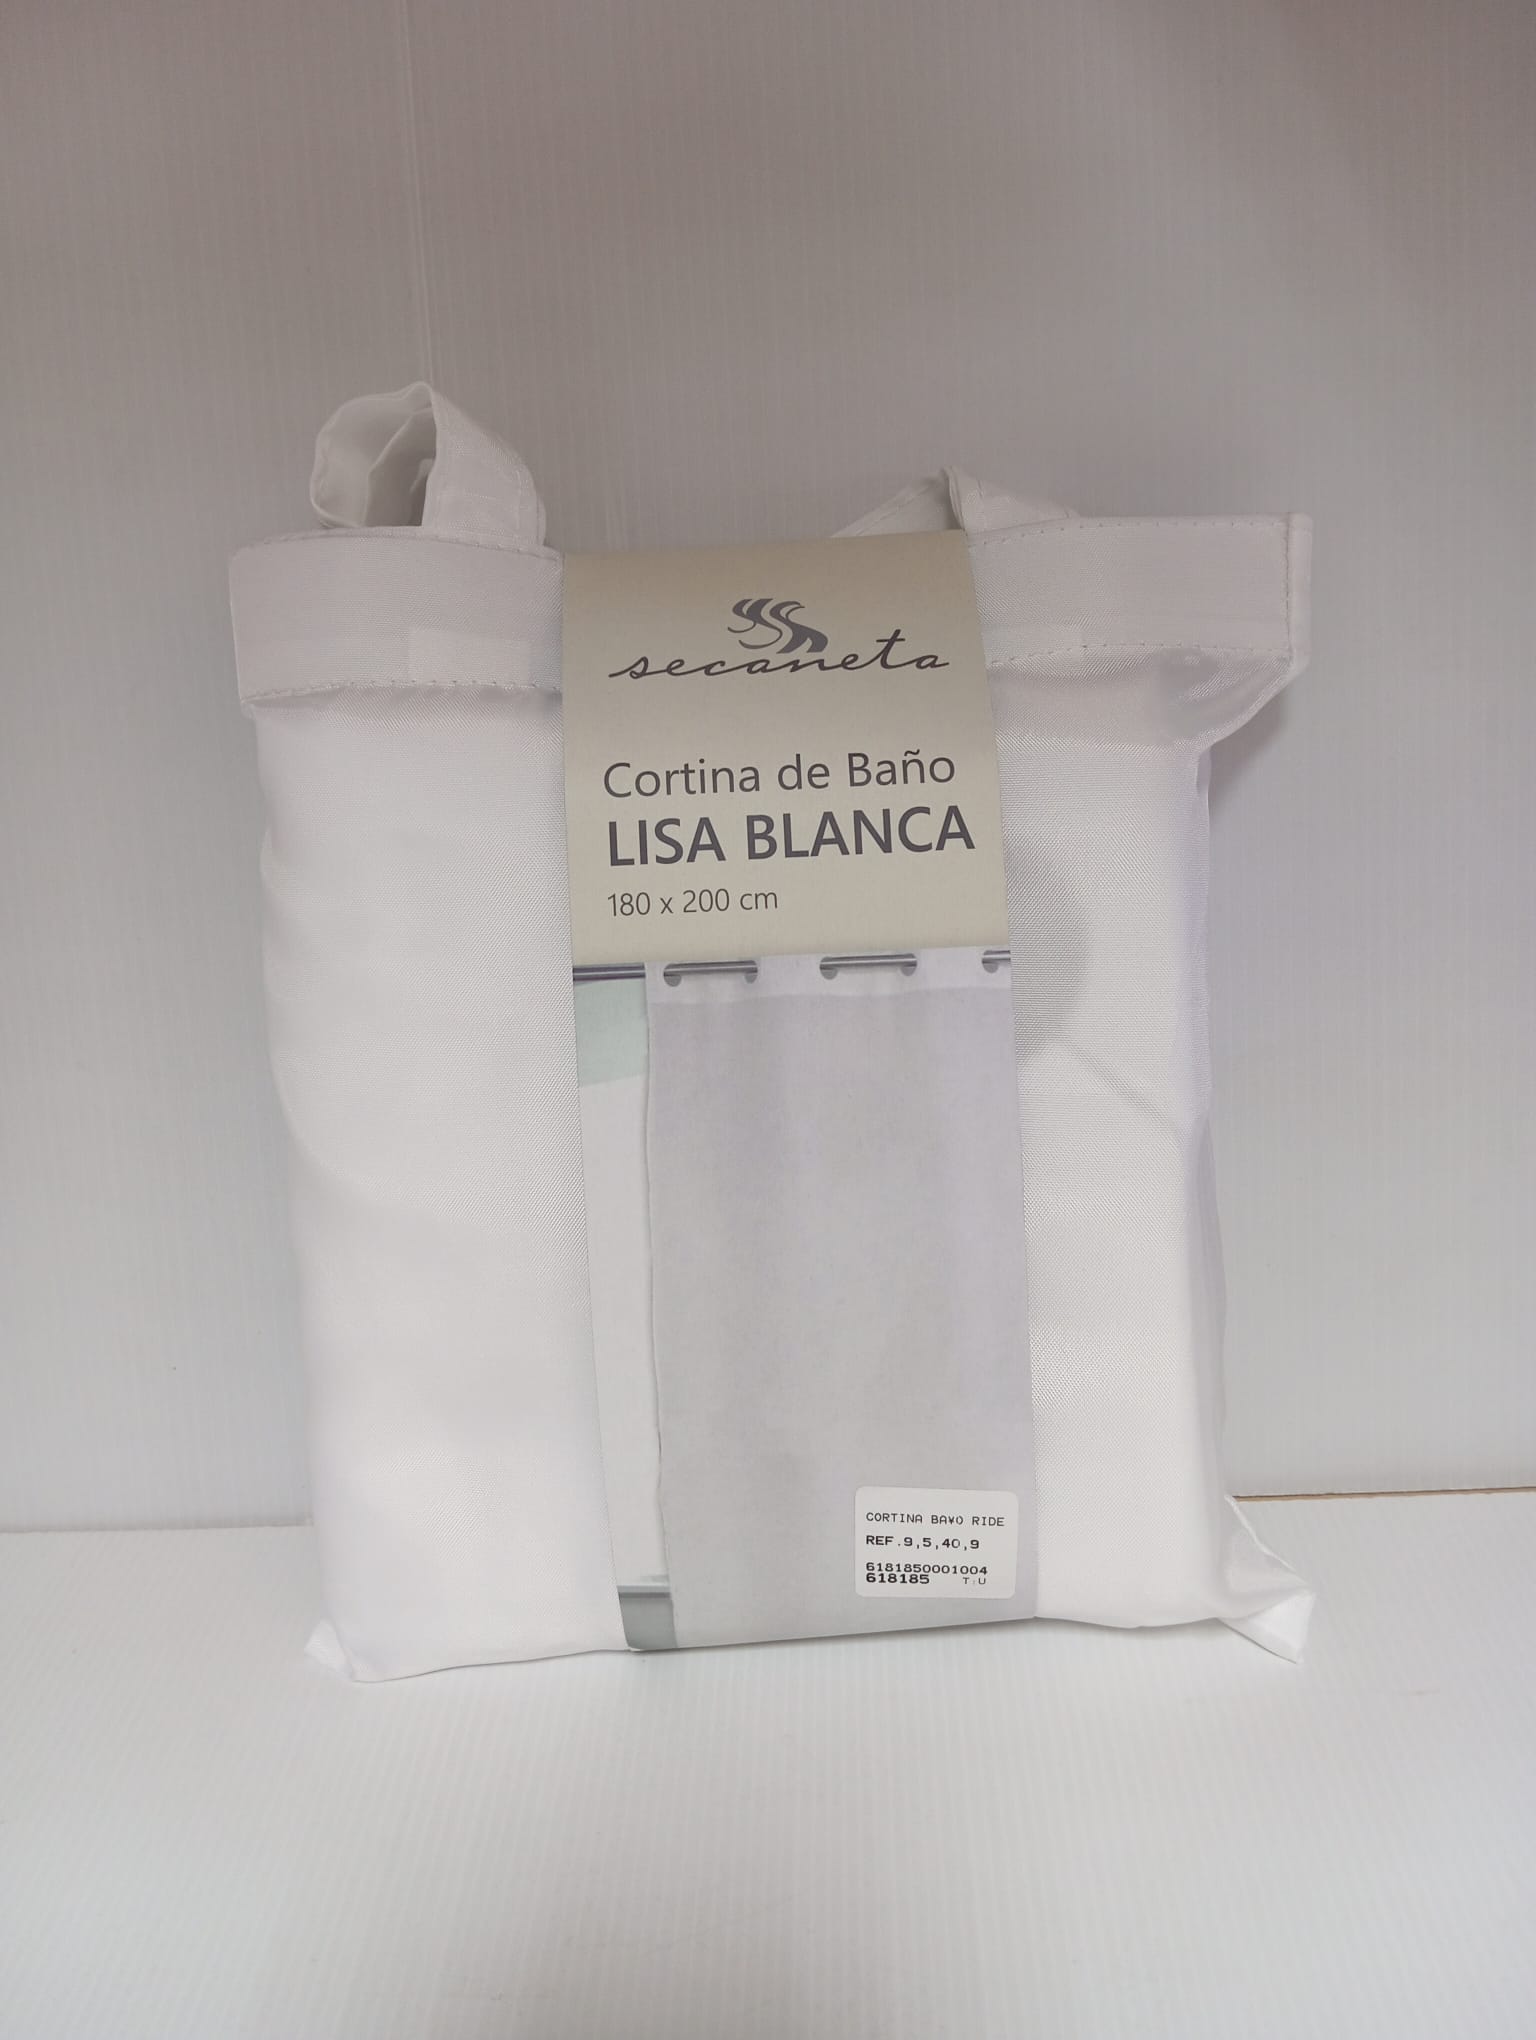 secaneta
Cortina de Baño
LISA BLANCA
180 x 200 cm
CORTINA BA¥O RIDE
REF.9,5,40,9
6181850001004
618185 T:U